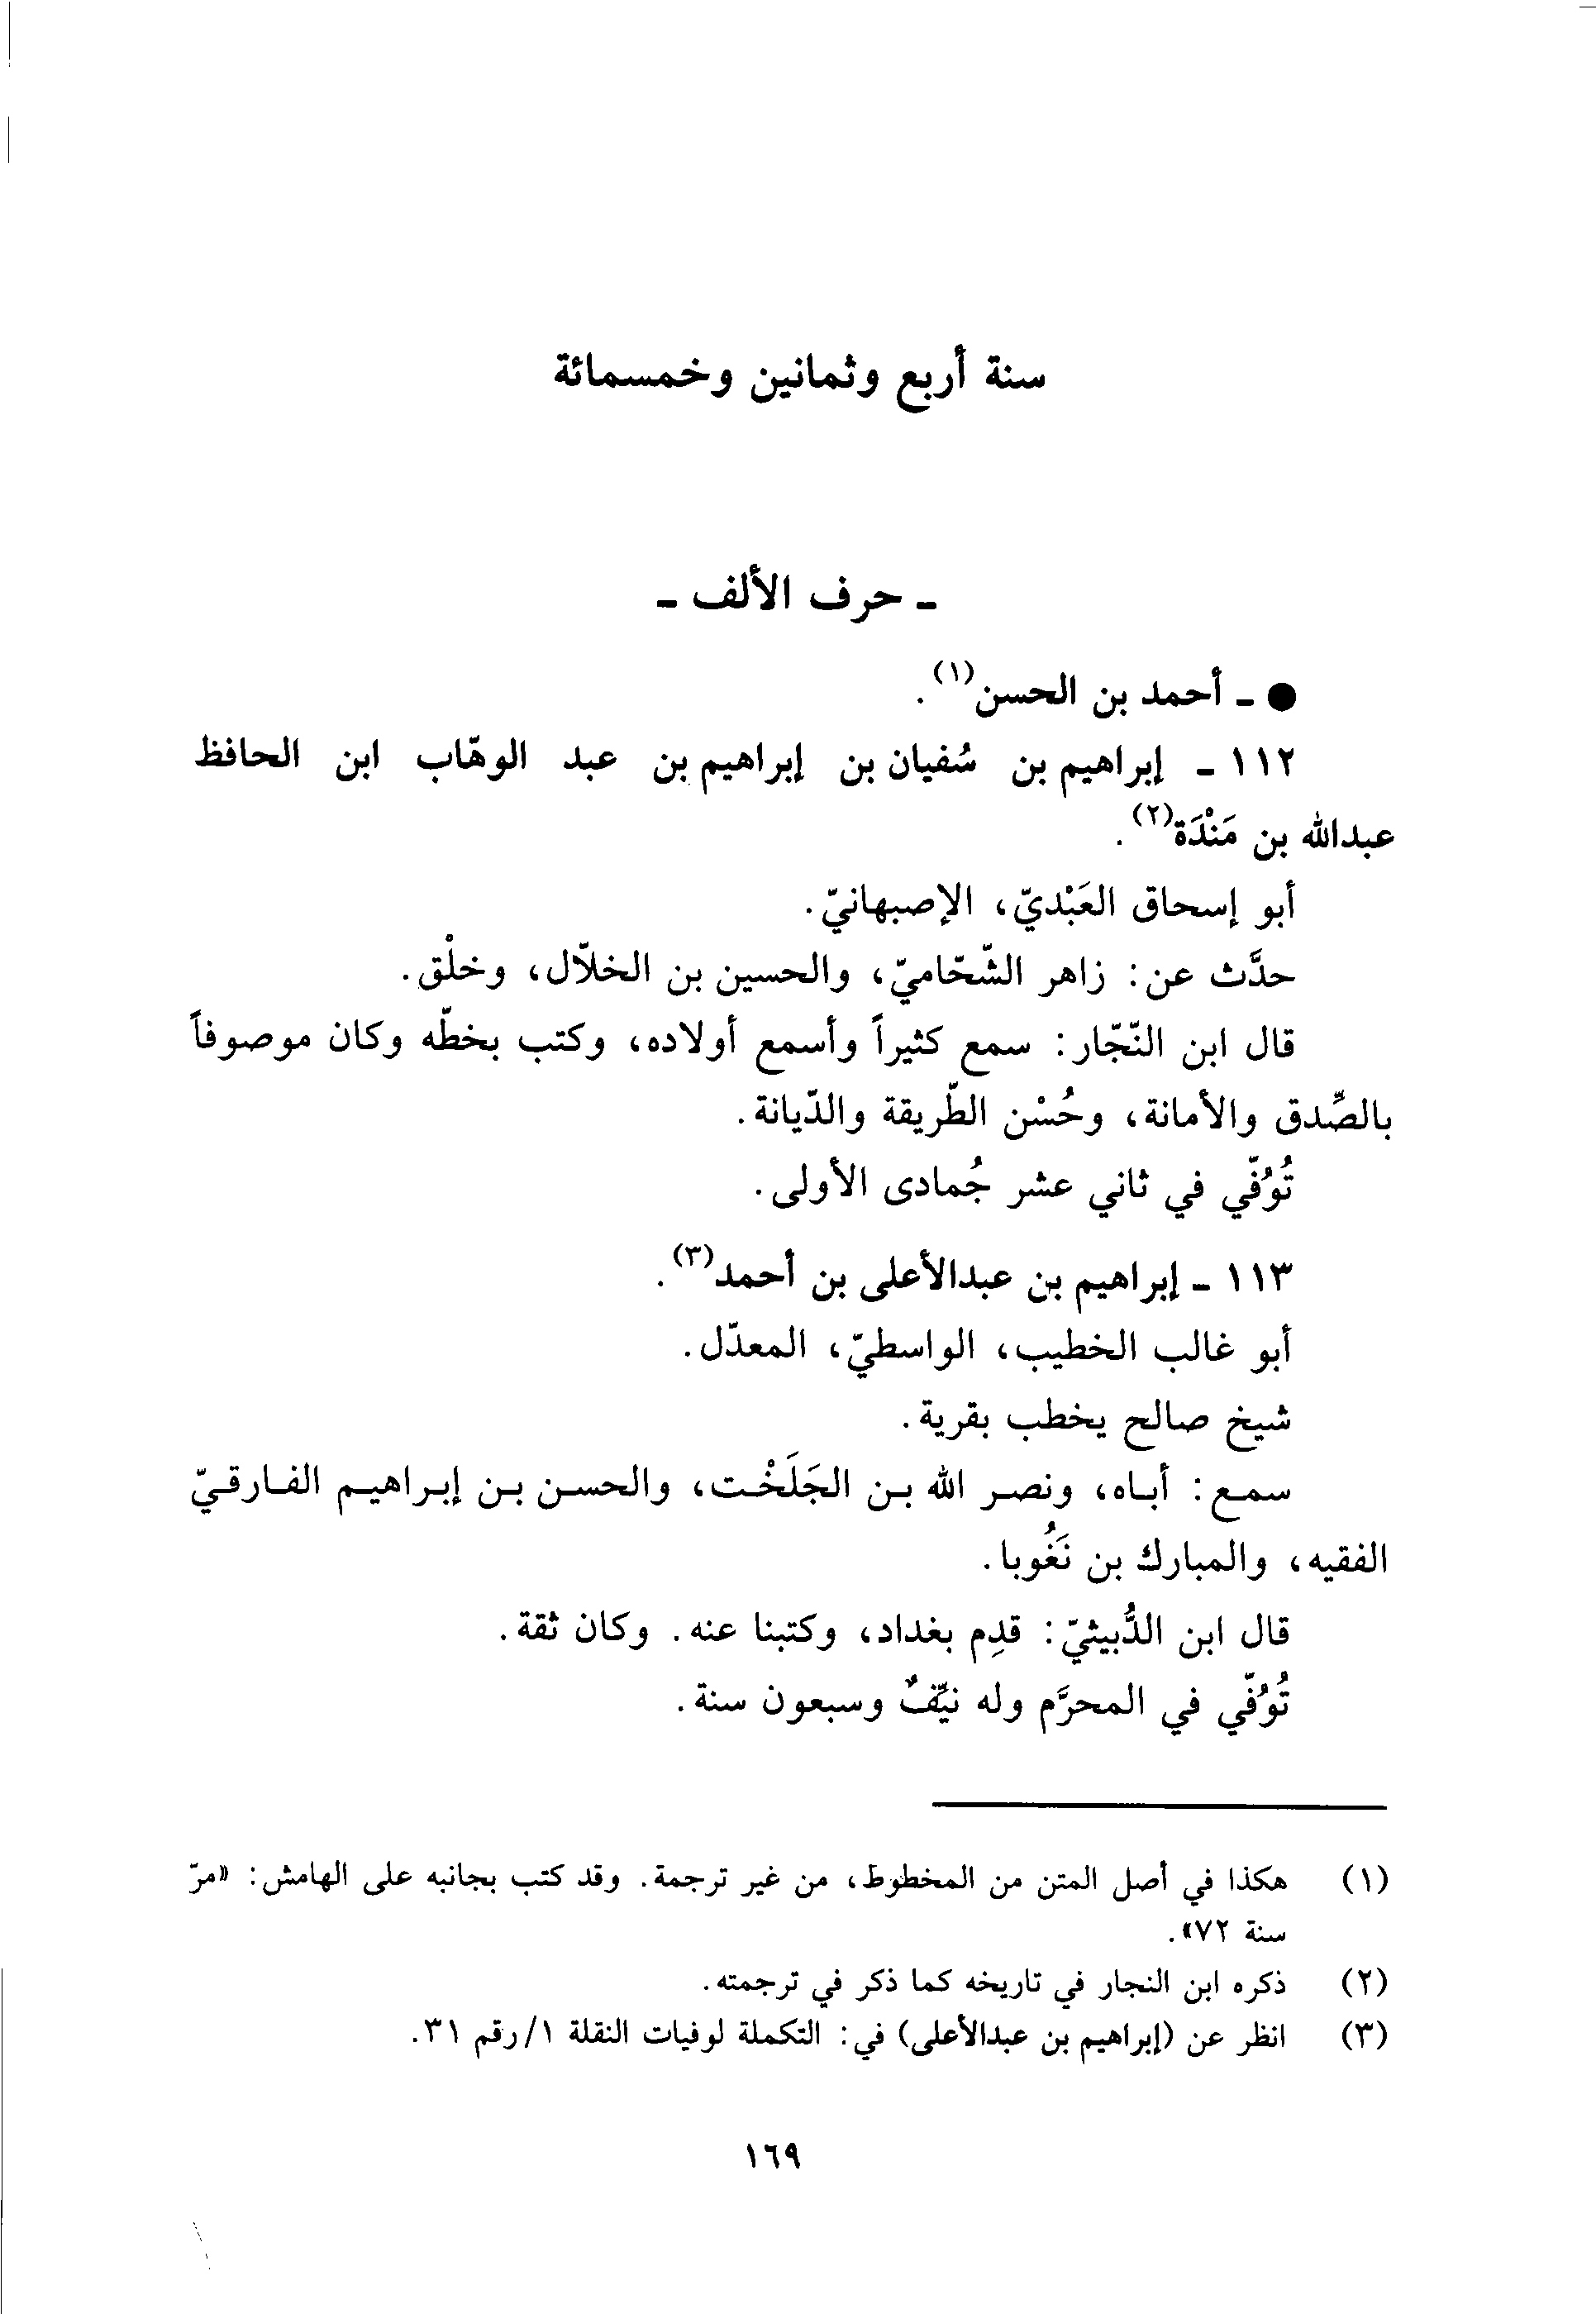 سنة أربع وثمانين وخمسمائة
ـ حرف الألف ـ
● ـ أحمد بن الحسن(١).
١١٢ ـ إبراهيم بن سُفيان بن إبراهيم بن عبد الوهّاب ابن الحافظ
عبدالله بن مَنْدَة(٢).
أبو إسحاق العَبْديّ، الإصبهانيّ.
حدَّث عن: زاهر الشّحّاميّ، والحسين بن الخلاّل، وخلْق.
قال ابن النّجّار: سمع كثيراً وأسمع أولاده، وكتب بخطّه وكان موصوفاً
بالصِّدق والأمانة، وحُسْن الطّريقة والدّيانة.
تُوُفّي في ثاني عشر جُمادى الأولى.
١١٣ ـ إبراهيم بن عبدالأعلى بن أحمد(٣).
أبو غالب الخطيب، الواسطيّ، المعدّل.
شيخ صالح يخطب بقرية.
سمع: أباه، ونصر الله بن الجَلَخْت، والحسن بن إبراهيم الفارقيّ
الفقيه، والمبارك بن نَغُوبا.
قال ابن الدُّبيثيّ: قدِم بغداد، وكتبنا عنه. وكان ثقة.
تُوُفّي في المحرَّم وله نيّفٌ وسبعون سنة.
(١) هكذا في أصل المتن من المخطوط، من غير ترجمة. وقد كتب بجانبه على الهامش: «مرّ
سنة ٧٢».
(٢) ذكره ابن النجار في تاريخه كما ذكر في ترجمته.
(٣) انظر عن (إبراهيم بن عبدالأعلى) في: التكملة لوفيات النقلة ١/رقم ٣١.
١٦٩